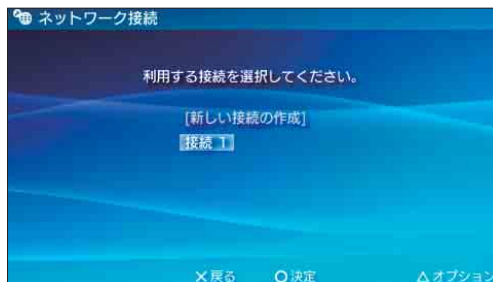 ネットワーク接続
利用する接続を選択してください。
[新しい接続の作成]
接続 1
×戻る ○決定 △オプション